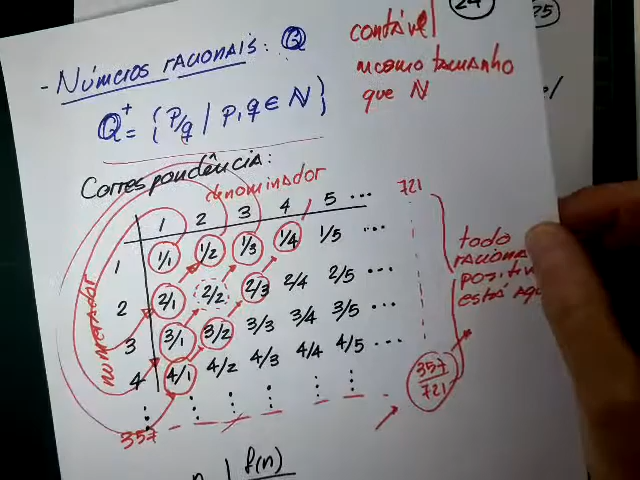 24
25
- Números racionais: Q
Q⁺ = { p/q | p, q ∈ N }
contável
mesmo tamanho
que N
Correspondência:
denominador
1 2 3 4 5 ... 721
numerador
1 1/1 1/2 1/3 1/4 1/5 ...
2 2/1 2/2 2/3 2/4 2/5 ...
3 3/1 3/2 3/3 3/4 3/5 ...
4 4/1 4/2 4/3 4/4 4/5 ...
357
357/721
todo
está
n | f(n)